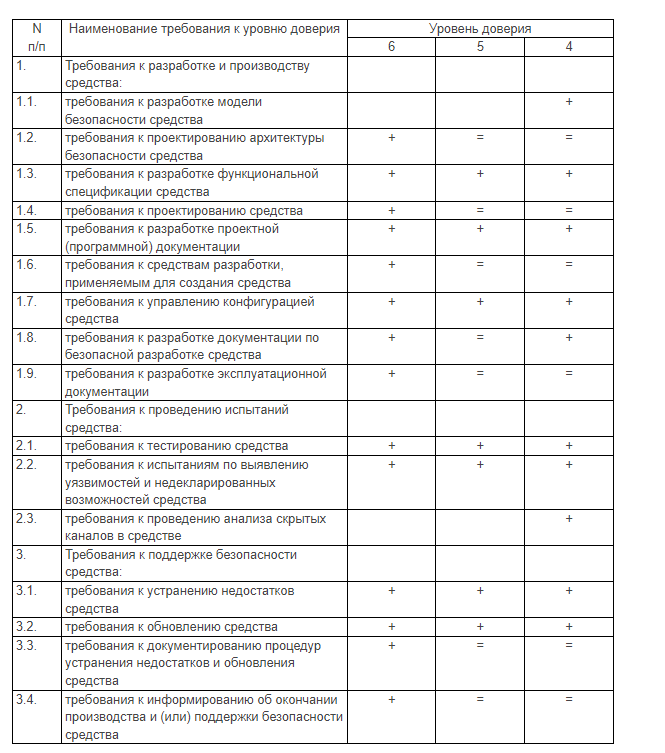 N Наименование требования к уровню доверия Уровень доверия
п/п 6 5 4
1. Требования к разработке и производству
средства:
1.1. требования к разработке модели +
безопасности средства
1.2. требования к проектированию архитектуры + = =
безопасности средства
1.3. требования к разработке функциональной + + +
спецификации средства
1.4. требования к проектированию средства + = =
1.5. требования к разработке проектной + + +
(программной) документации
1.6. требования к средствам разработки, + = =
применяемым для создания средства
1.7. требования к управлению конфигурацией + + +
средства
1.8. требования к разработке документации по + = +
безопасной разработке средства
1.9. требования к разработке эксплуатационной + = =
документации
2. Требования к проведению испытаний
средства:
2.1. требования к тестированию средства + + +
2.2. требования к испытаниям по выявлению + + +
уязвимостей и недекларированных
возможностей средства
2.3. требования к проведению анализа скрытых +
каналов в средстве
3. Требования к поддержке безопасности
средства:
3.1. требования к устранению недостатков + + +
средства
3.2. требования к обновлению средства + + +
3.3. требования к документированию процедур + = =
устранения недостатков и обновления
средства
3.4. требования к информированию об окончании + = =
производства и (или) поддержки безопасности
средства